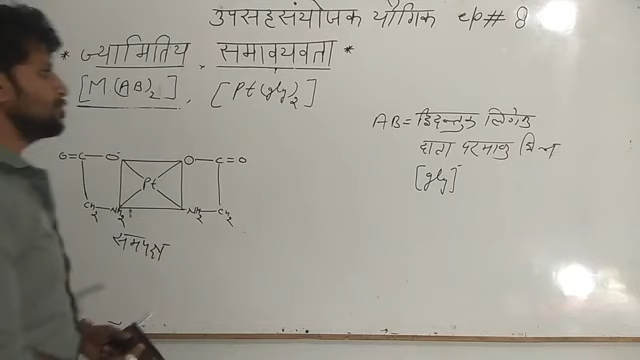 उपसहसंयोजक यौगिक ep# 8
* ज्यामितिय समावयवता *
[M(AB)₂], [Pt(gly)₂]
AB = द्विदन्तुक लिगेन्ड
दाता परमाणु भिन्न
[gly]⁻
O=C—O O—C=O
Pt
CH₂—NH₂ NH₂—CH₂
समपक्ष